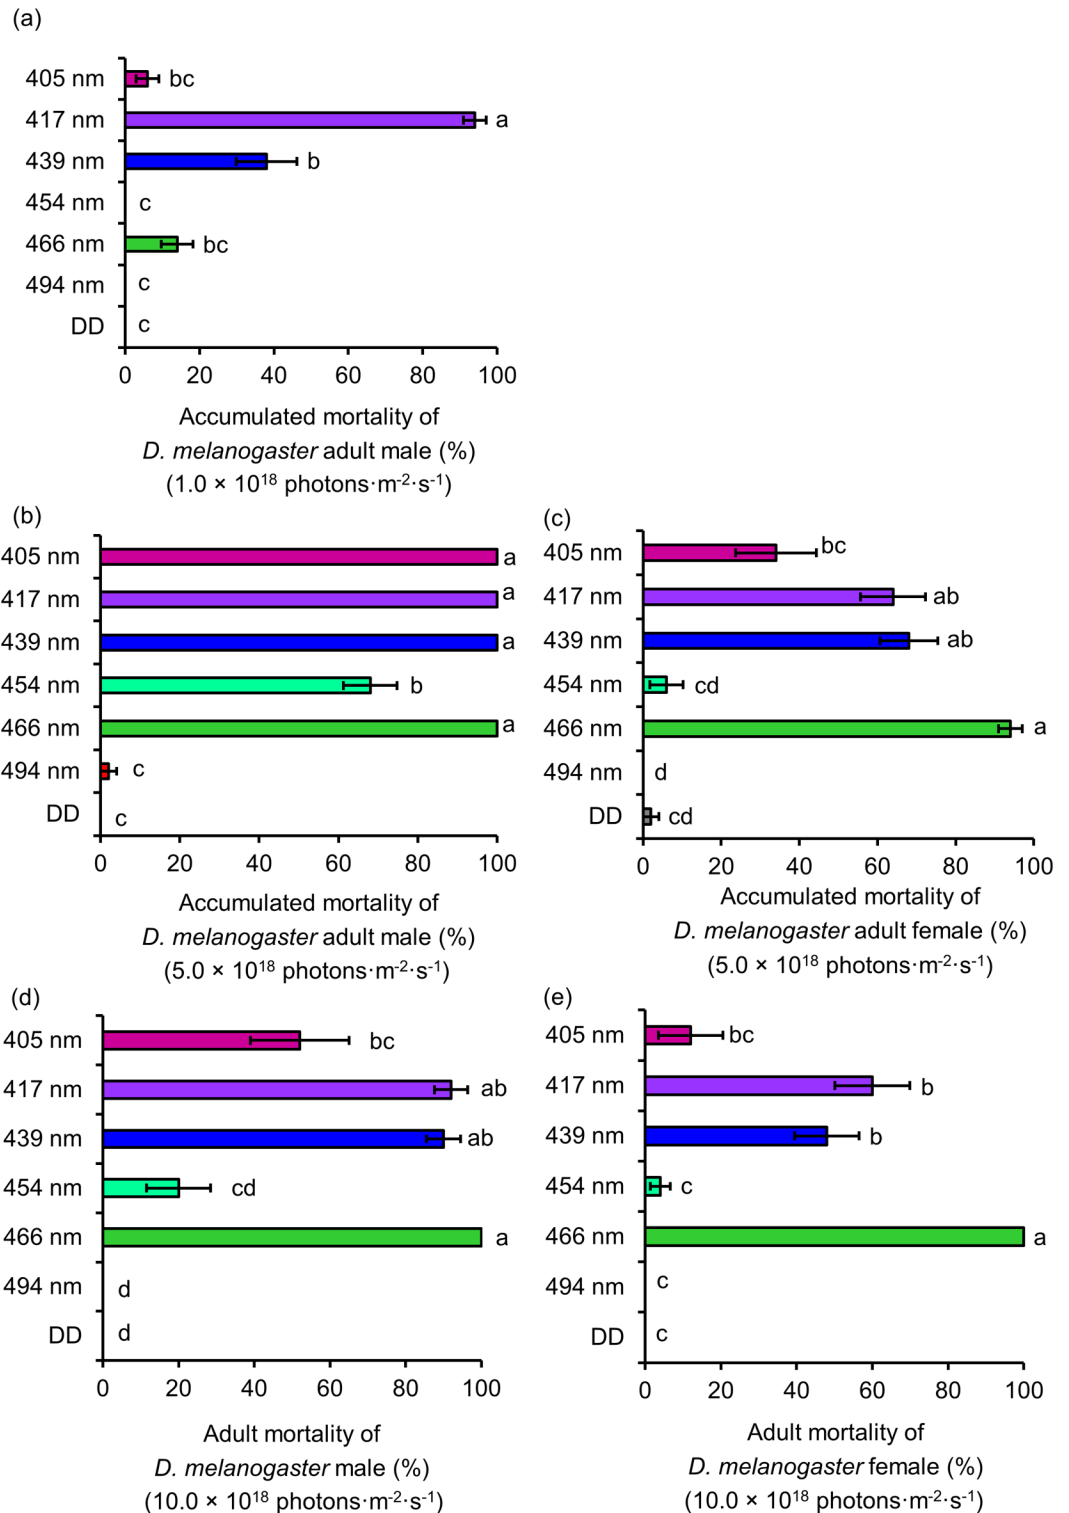 (a)
405 nm bc
417 nm a
439 nm b
454 nm c
466 nm bc
494 nm c
DD c
0 20 40 60 80 100
Accumulated mortality of
D. melanogaster adult male (%)
(1.0 × 10¹⁸ photons·m⁻²·s⁻¹)
(b)
405 nm a
417 nm a
439 nm a
454 nm b
466 nm a
494 nm c
DD c
0 20 40 60 80 100
Accumulated mortality of
D. melanogaster adult male (%)
(5.0 × 10¹⁸ photons·m⁻²·s⁻¹)
(c)
405 nm bc
417 nm ab
439 nm ab
454 nm cd
466 nm a
494 nm d
DD cd
0 20 40 60 80 100
Accumulated mortality of
D. melanogaster adult female (%)
(5.0 × 10¹⁸ photons·m⁻²·s⁻¹)
(d)
405 nm bc
417 nm ab
439 nm ab
454 nm cd
466 nm a
494 nm d
DD d
0 20 40 60 80 100
Adult mortality of
D. melanogaster male (%)
(10.0 × 10¹⁸ photons·m⁻²·s⁻¹)
(e)
405 nm bc
417 nm b
439 nm b
454 nm c
466 nm a
494 nm c
DD c
0 20 40 60 80 100
Adult mortality of
D. melanogaster female (%)
(10.0 × 10¹⁸ photons·m⁻²·s⁻¹)